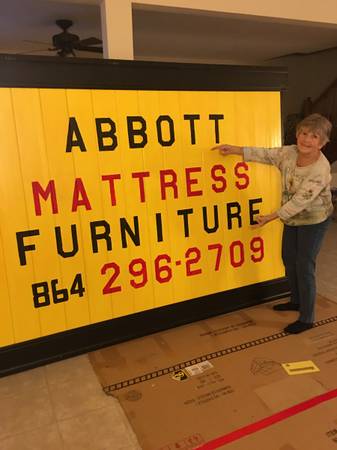 ABBOTT
MATTRESS
FURNITURE
864 296-2709